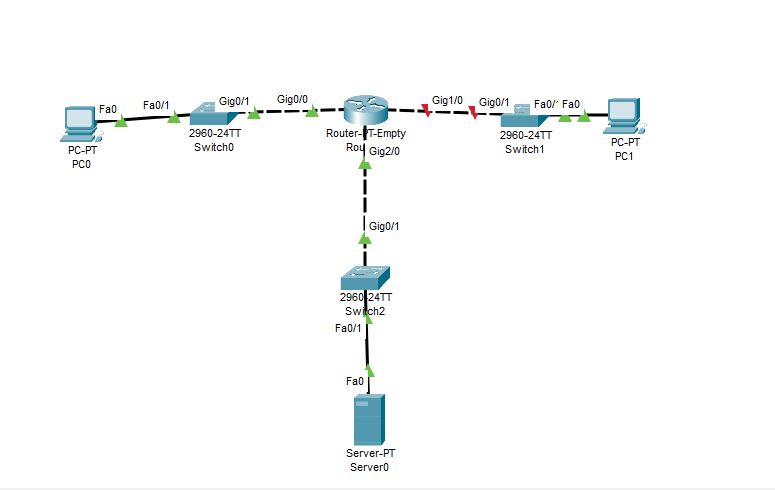 Fa0
Fa0/1
Gig0/1
Gig0/0
Gig1/0
Gig0/1
Fa0/
Fa0
PC-PT
PC0
2960-24TT
Switch0
Router-PT-Empty
Rou
Gig2/0
2960-24TT
Switch1
PC-PT
PC1
Gig0/1
2960-24TT
Switch2
Fa0/1
Fa0
Server-PT
Server0